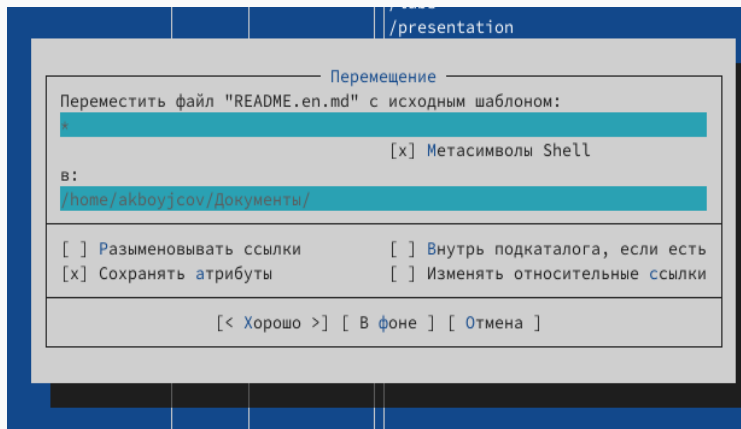 /presentation
Перемещение
Переместить файл "README.en.md" с исходным шаблоном:
*
[x] Метасимволы Shell
в:
/home/akboyjcov/Документы/
[ ] Разыменовывать ссылки [ ] Внутрь подкаталога, если есть
[x] Сохранять атрибуты [ ] Изменять относительные ссылки
[< Хорошо >] [ В фоне ] [ Отмена ]